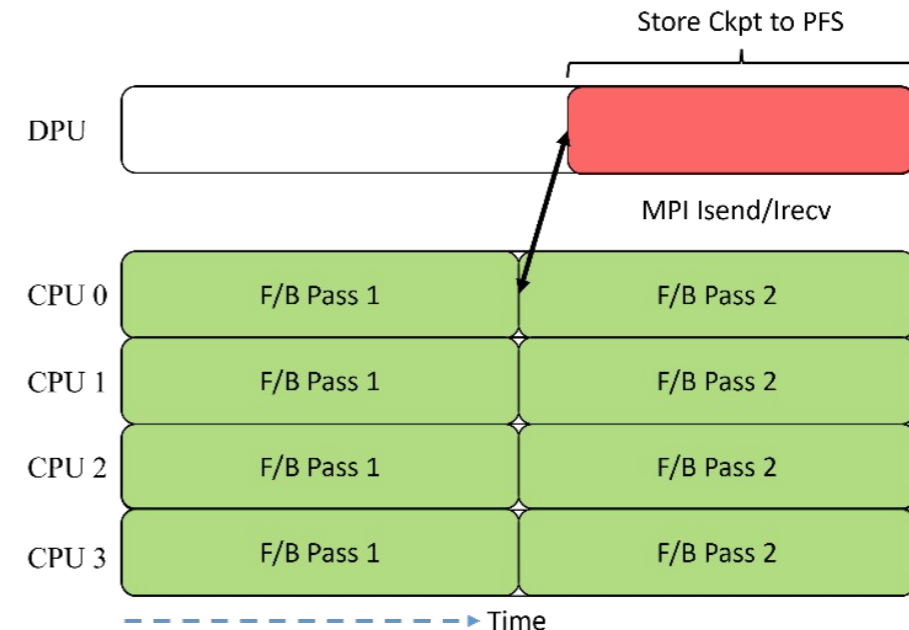 Store Ckpt to PFS
DPU
MPI Isend/Irecv
CPU 0 F/B Pass 1 F/B Pass 2
CPU 1 F/B Pass 1 F/B Pass 2
CPU 2 F/B Pass 1 F/B Pass 2
CPU 3 F/B Pass 1 F/B Pass 2
Time